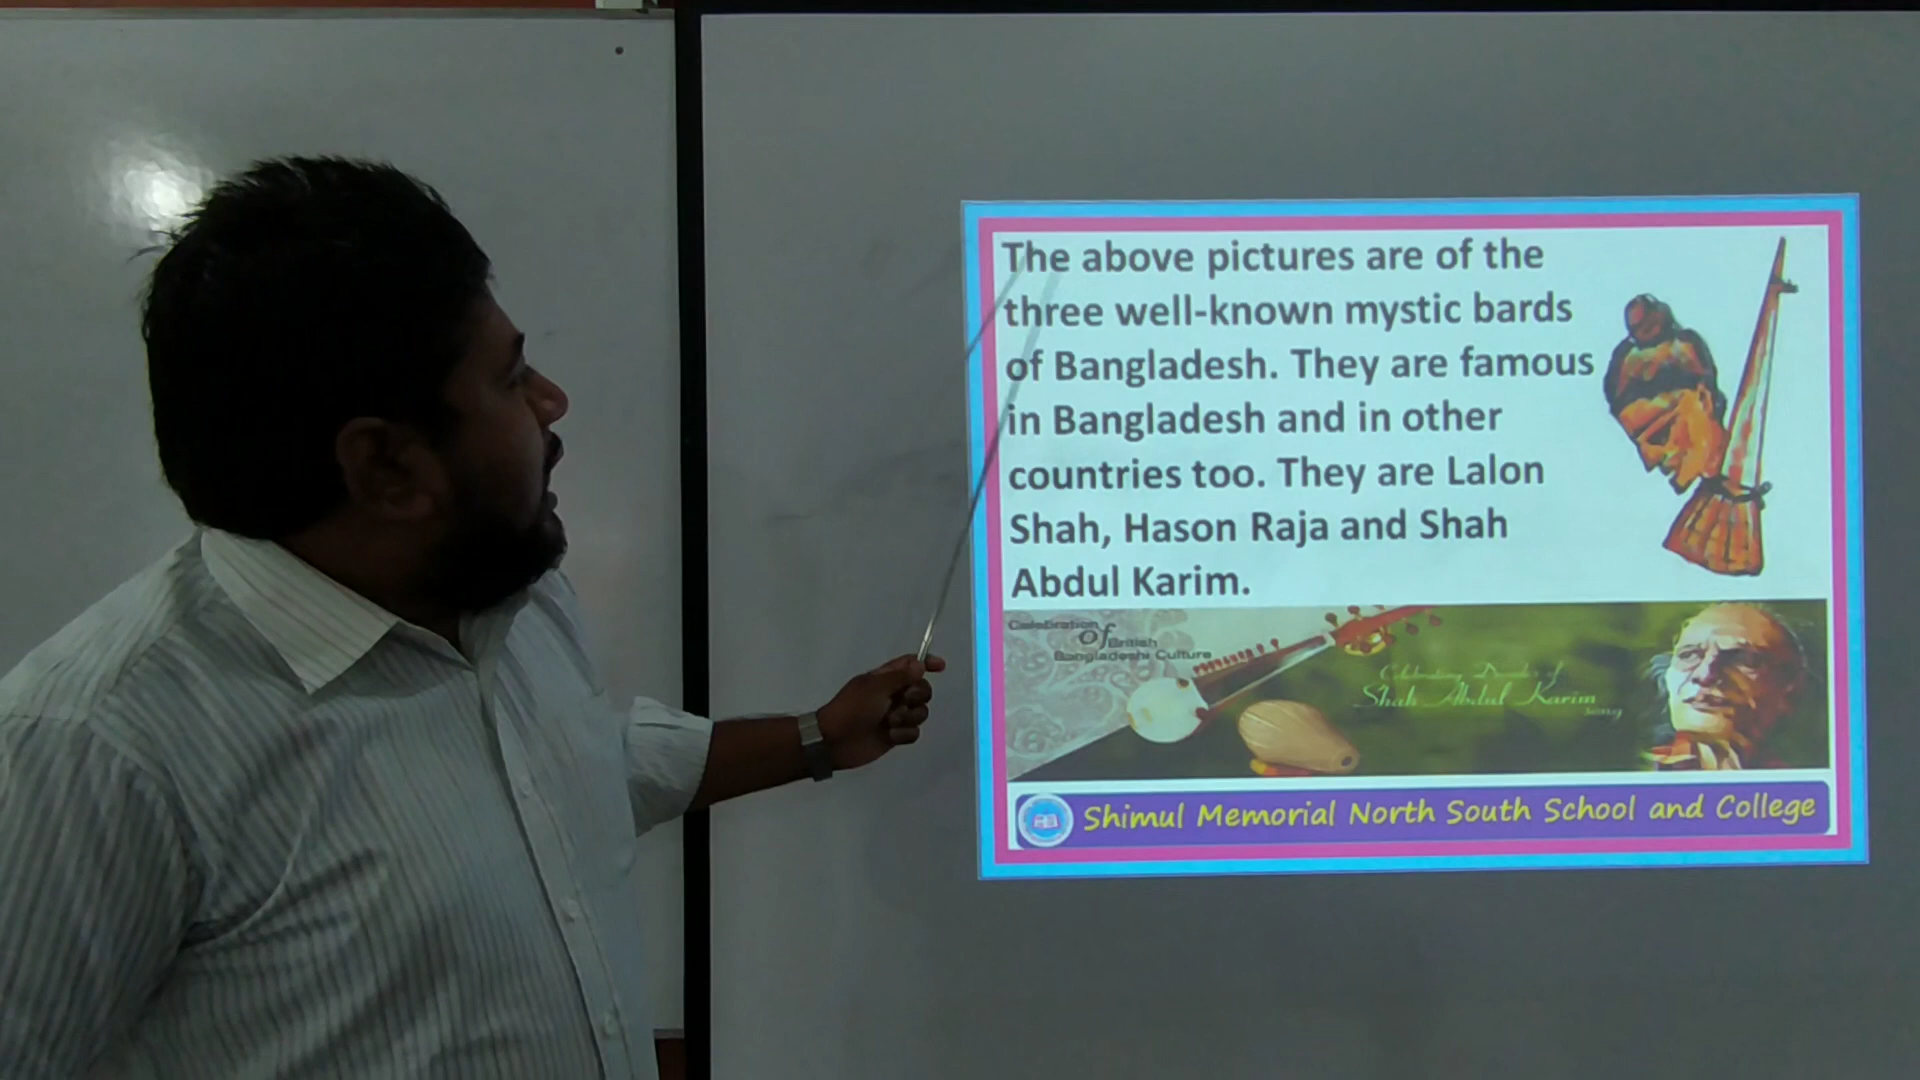 The above pictures are of the
three well-known mystic bards
of Bangladesh. They are famous
in Bangladesh and in other
countries too. They are Lalon
Shah, Hason Raja and Shah
Abdul Karim.
Celebration
of British
Bangladeshi Culture
Shah Abdul Karim
song
Shimul Memorial North South School and College